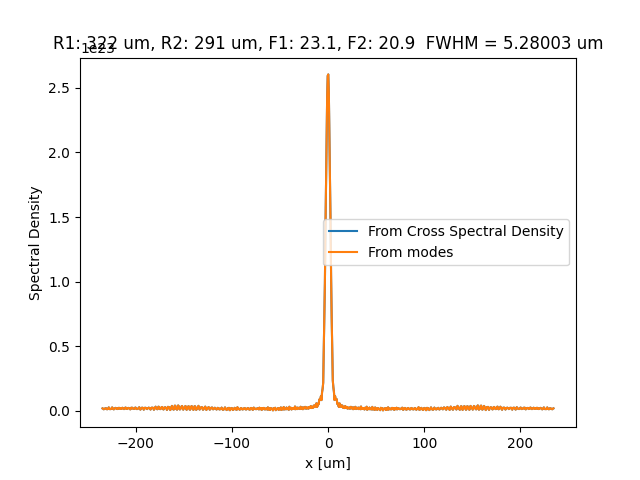 R1: 322 um, R2: 291 um, F1: 23.1, F2: 20.9  FWHM = 5.28003 um
1e23
2.5
2.0
1.5
1.0
0.5
0.0
Spectral Density
From Cross Spectral Density
From modes
−200
−100
0
100
200
x [um]